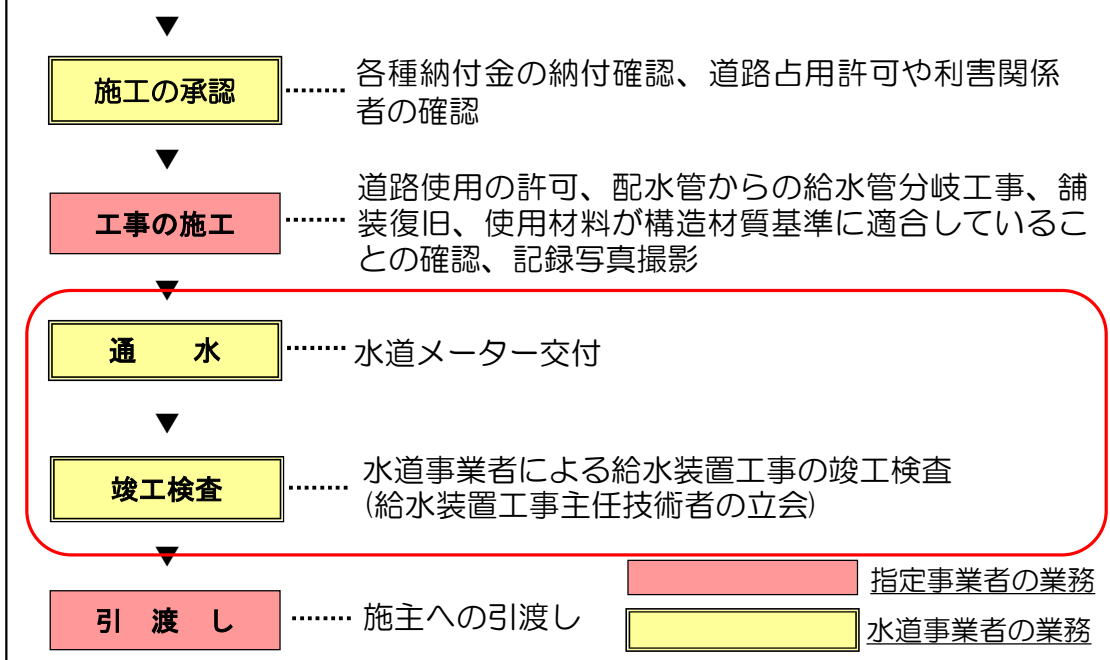 ▼
施工の承認 ········ 各種納付金の納付確認、道路占用許可や利害関係
者の確認
▼
工事の施工 ········ 道路使用の許可、配水管からの給水管分岐工事、舗
装復旧、使用材料が構造材質基準に適合しているこ
との確認、記録写真撮影
▼
通 水 ········ 水道メーター交付
▼
竣工検査 ········ 水道事業者による給水装置工事の竣工検査
(給水装置工事主任技術者の立会)
▼
引 渡 し ········ 施主への引渡し
指定事業者の業務
水道事業者の業務